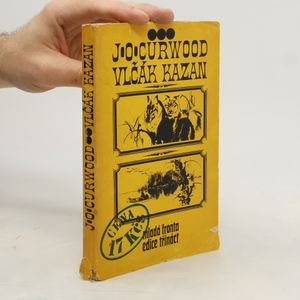 J•O•CURWOOD
VLČÁK KAZAN
J•O•CURWOOD•••VLČÁK KAZAN
CENA
17 KČS
mladá fronta
edice třináct